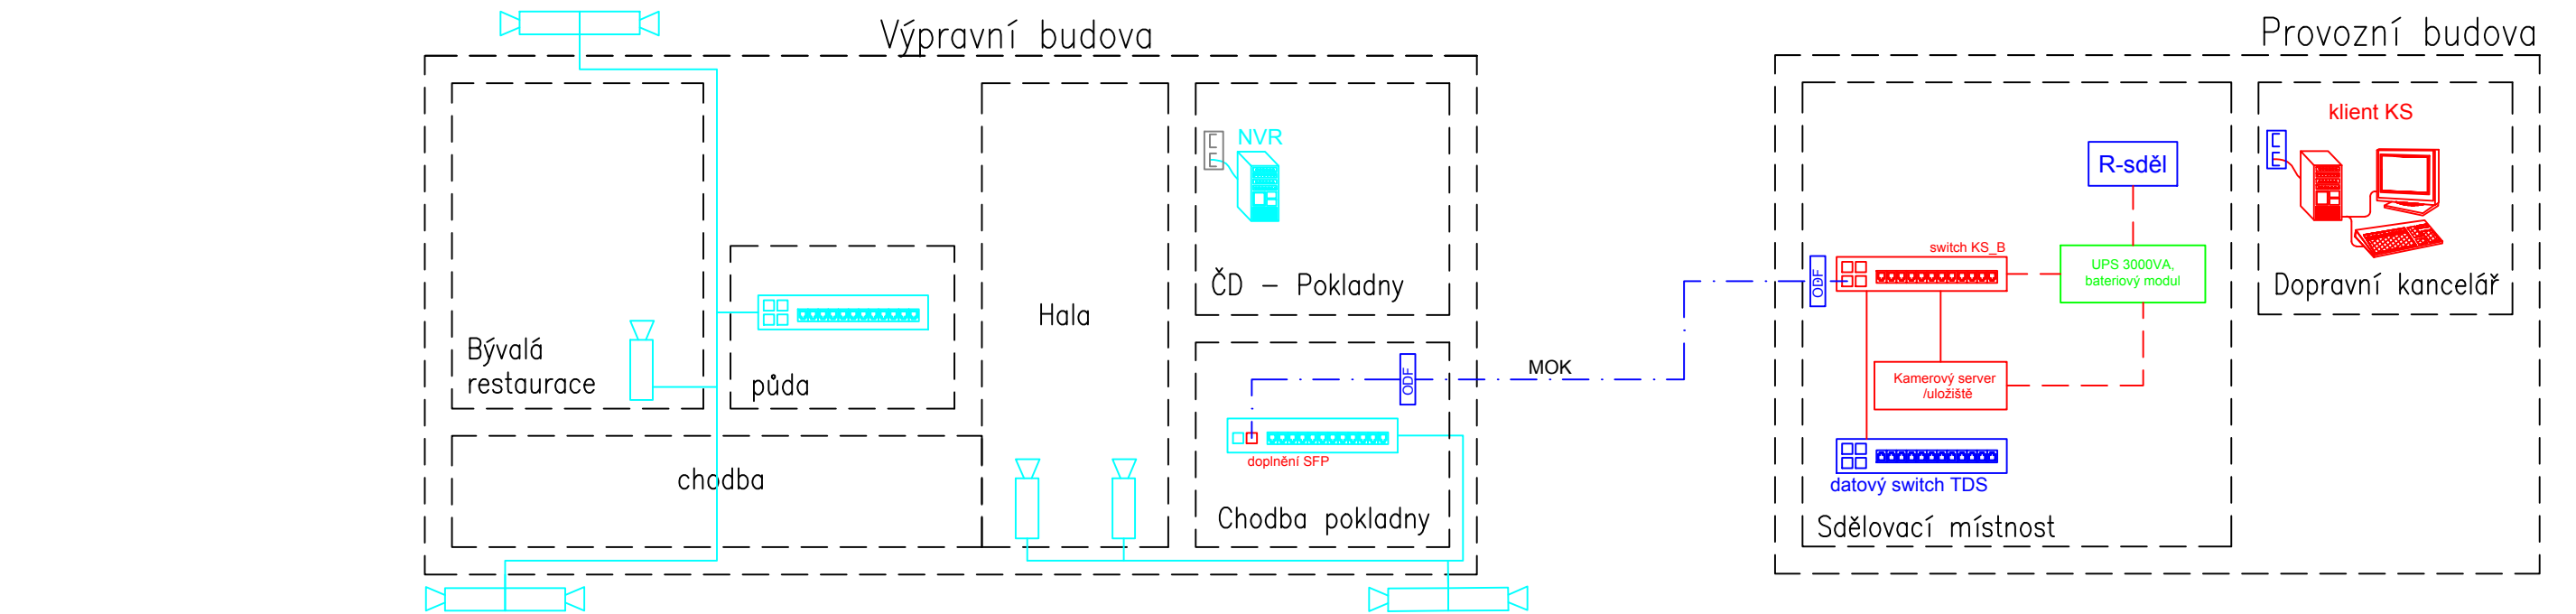 Výpravní budova
Provozní budova
NVR
klient KS
R-sděl
switch KS_B
UPS 3000VA,
bateriový modul
ČD – Pokladny
Dopravní kancelář
ODF
Hala
Bývalá
restaurace
půda
MOK
ODF
Kamerový server
/uložiště
doplnění SFP
chodba
datový switch TDS
Chodba pokladny
Sdělovací místnost